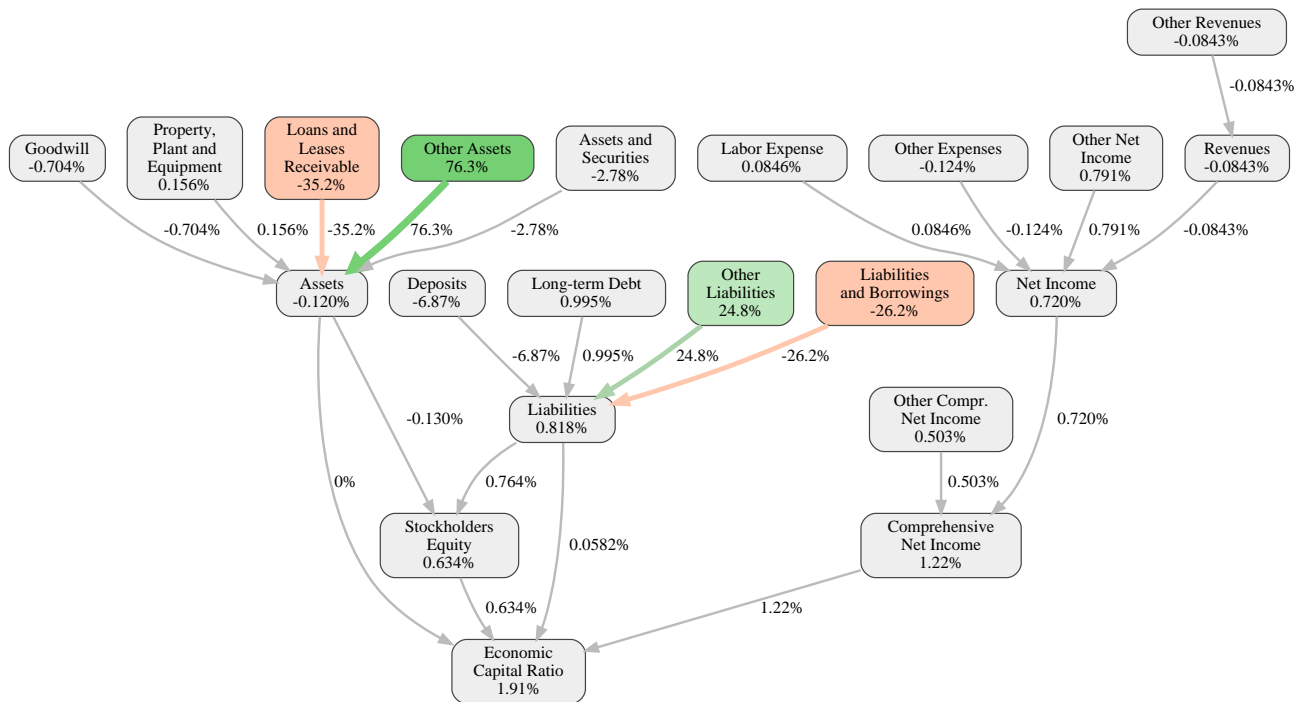 Other Revenues
-0.0843%
-0.0843%
Goodwill
-0.704%
Property,
Plant and
Equipment
0.156%
Loans and
Leases
Receivable
-35.2%
Other Assets
76.3%
Assets and
Securities
-2.78%
Labor Expense
0.0846%
Other Expenses
-0.124%
Other Net
Income
0.791%
Revenues
-0.0843%
-0.704%
0.156%
-35.2%
76.3%
-2.78%
0.0846%
-0.124%
0.791%
-0.0843%
Assets
-0.120%
Deposits
-6.87%
Long-term Debt
0.995%
Other
Liabilities
24.8%
Liabilities
and Borrowings
-26.2%
Net Income
0.720%
-6.87%
0.995%
24.8%
-26.2%
-0.130%
Liabilities
0.818%
Other Compr.
Net Income
0.503%
0.720%
0%
0.764%
0.503%
Stockholders
Equity
0.634%
0.0582%
Comprehensive
Net Income
1.22%
0.634%
1.22%
Economic
Capital Ratio
1.91%